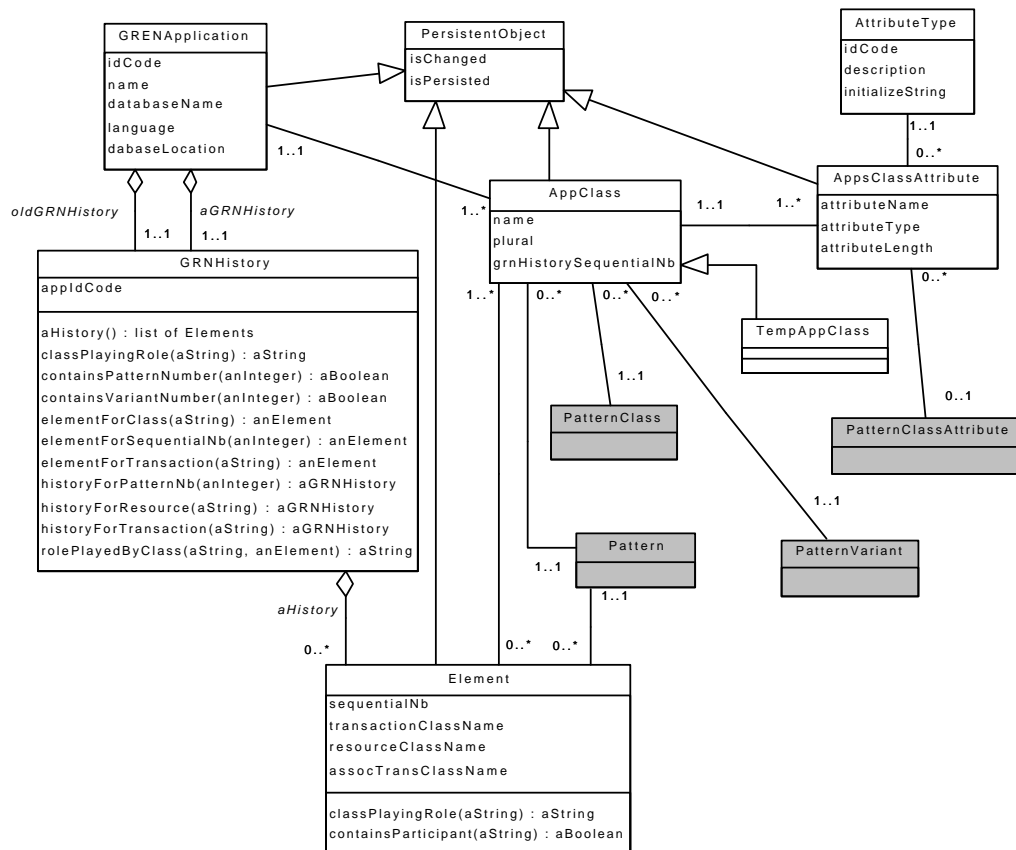 GRENApplication
idCode
name
databaseName
language
dabaseLocation
PersistentObject
isChanged
isPersisted
AttributeType
idCode
description
initializeString
1..1
1..1
0..*
oldGRNHistory
aGRNHistory
1..1
1..1
AppClass
name
plural
grnHistorySequentialNb
1..*
1..1
1..*
AppsClassAttribute
attributeName
attributeType
attributeLength
GRNHistory
appIdCode
aHistory() : list of Elements
classPlayingRole(aString) : aString
containsPatternNumber(anInteger) : aBoolean
containsVariantNumber(anInteger) : aBoolean
elementForClass(aString) : anElement
elementForSequentialNb(anInteger) : anElement
elementForTransaction(aString) : anElement
historyForPatternNb(anInteger) : aGRNHistory
historyForResource(aString) : aGRNHistory
historyForTransaction(aString) : aGRNHistory
rolePlayedByClass(aString, anElement) : aString
1..*
0..*
0..*
0..*
0..*
TempAppClass
1..1
0..1
PatternClass
PatternClassAttribute
1..1
Pattern
PatternVariant
1..1
1..1
aHistory
0..*
0..*
0..*
Element
sequentialNb
transactionClassName
resourceClassName
assocTransClassName
classPlayingRole(aString) : aString
containsParticipant(aString) : aBoolean